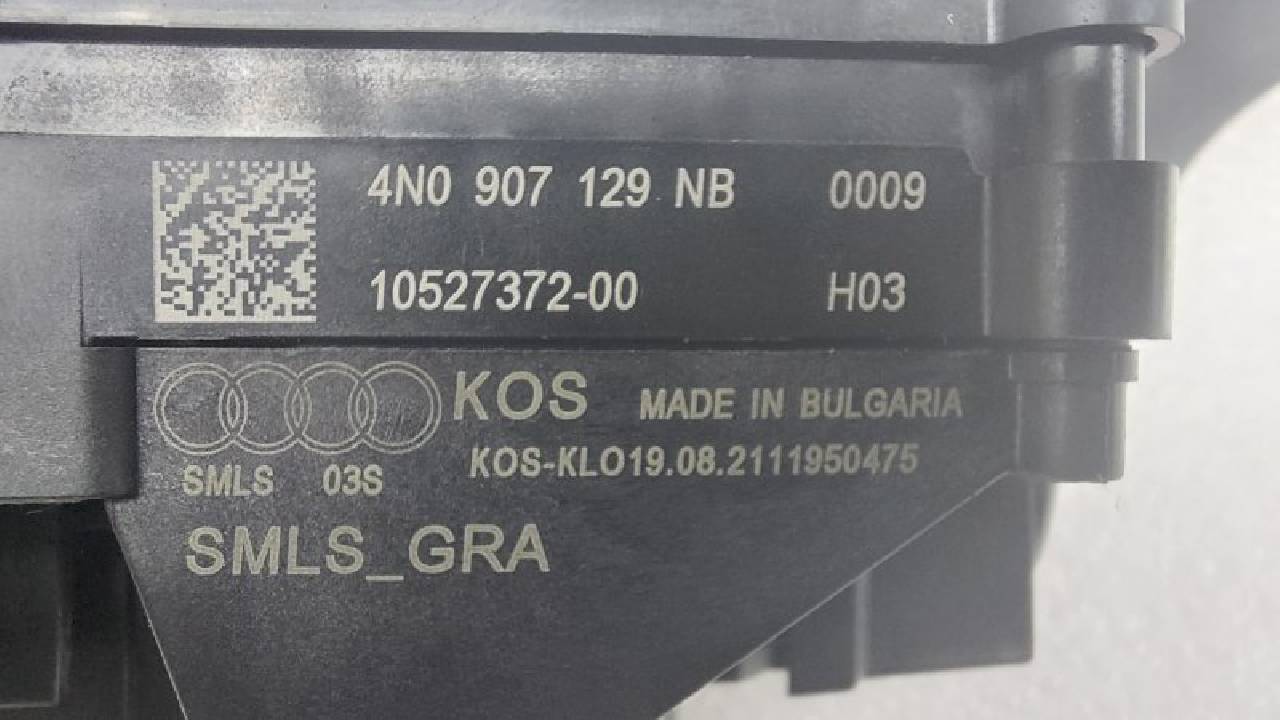 4N0 907 129 NB 0009
10527372-00 H03
KOS MADE IN BULGARIA
KOS-KLO19.08.2111950475
SMLS 03S
SMLS_GRA